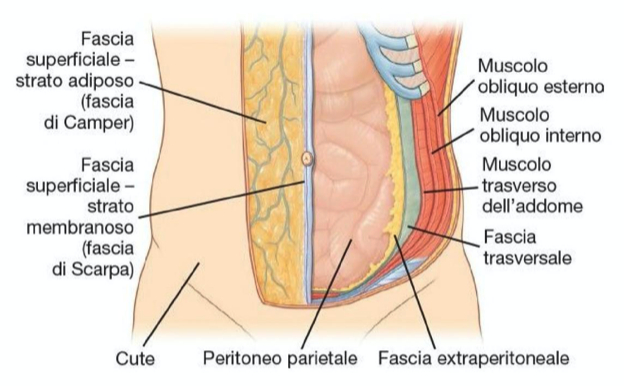 Fascia
superficiale –
strato adiposo
(fascia
di Camper)
Fascia
superficiale –
strato
membranoso
(fascia
di Scarpa)
Muscolo
obliquo esterno
Muscolo
obliquo interno
Muscolo
trasverso
dell'addome
Fascia
trasversale
Cute
Peritoneo parietale
Fascia extraperitoneale